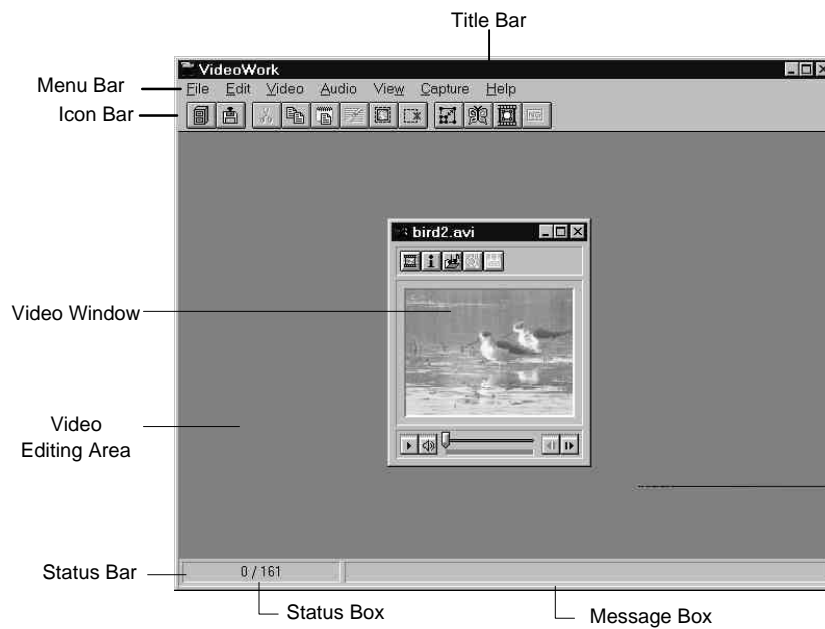 Title Bar
VideoWork
Menu Bar
File Edit Video Audio View Capture Help
Icon Bar
bird2.avi
Video Window
Video
Editing Area
Status Bar
0 / 161
Status Box
Message Box